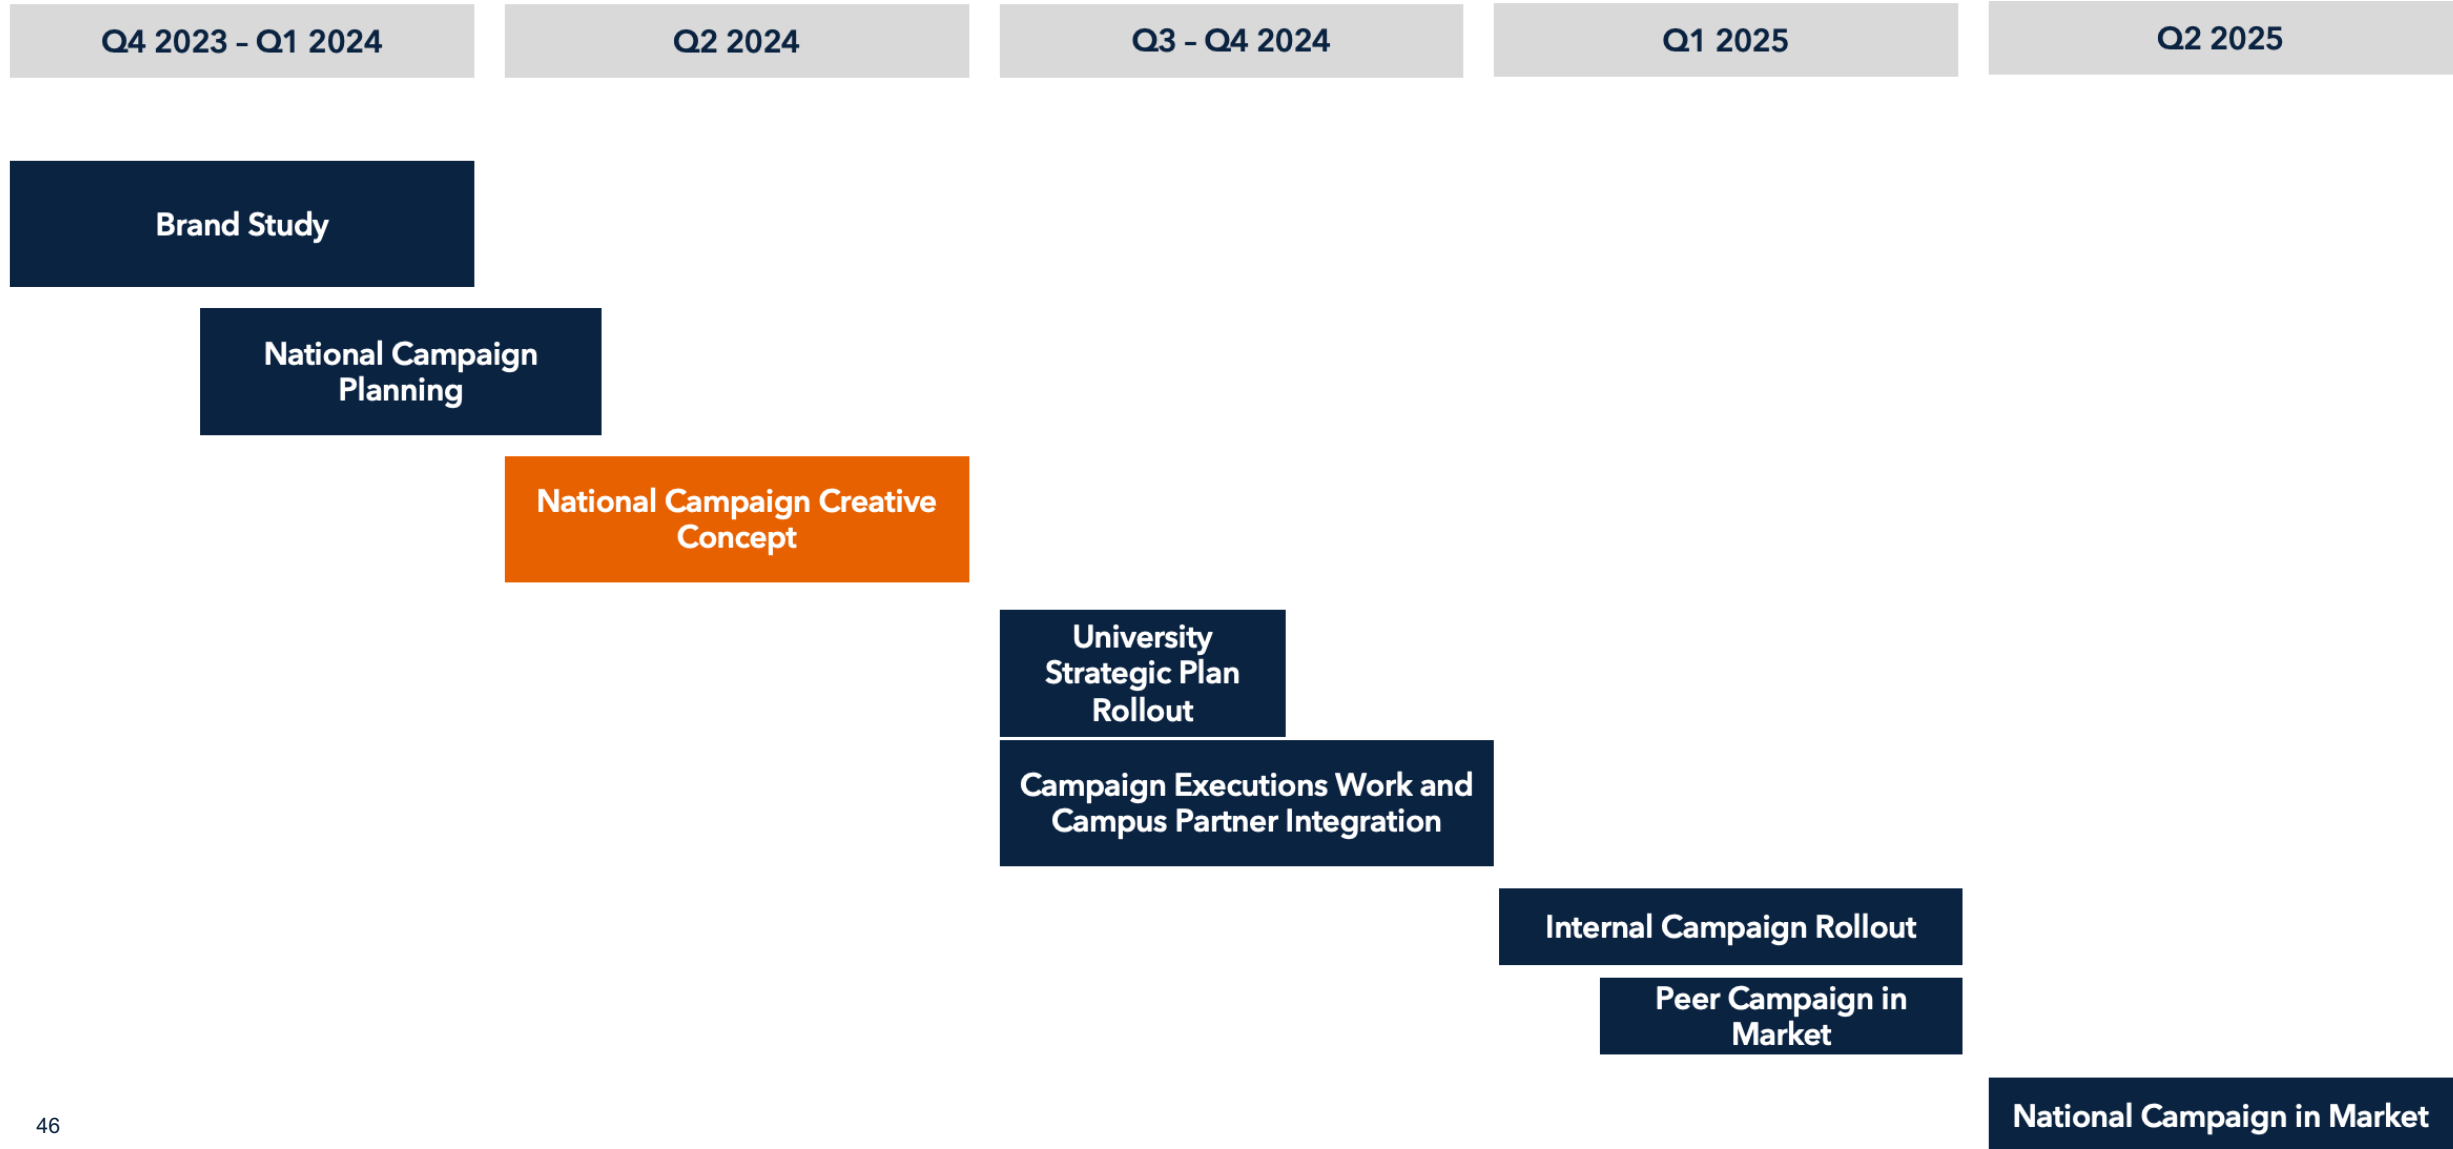 Q4 2023 – Q1 2024
Q2 2024
Q3 – Q4 2024
Q1 2025
Q2 2025
Brand Study
National Campaign
Planning
National Campaign Creative
Concept
University
Strategic Plan
Rollout
Campaign Executions Work and
Campus Partner Integration
Internal Campaign Rollout
Peer Campaign in
Market
National Campaign in Market
46